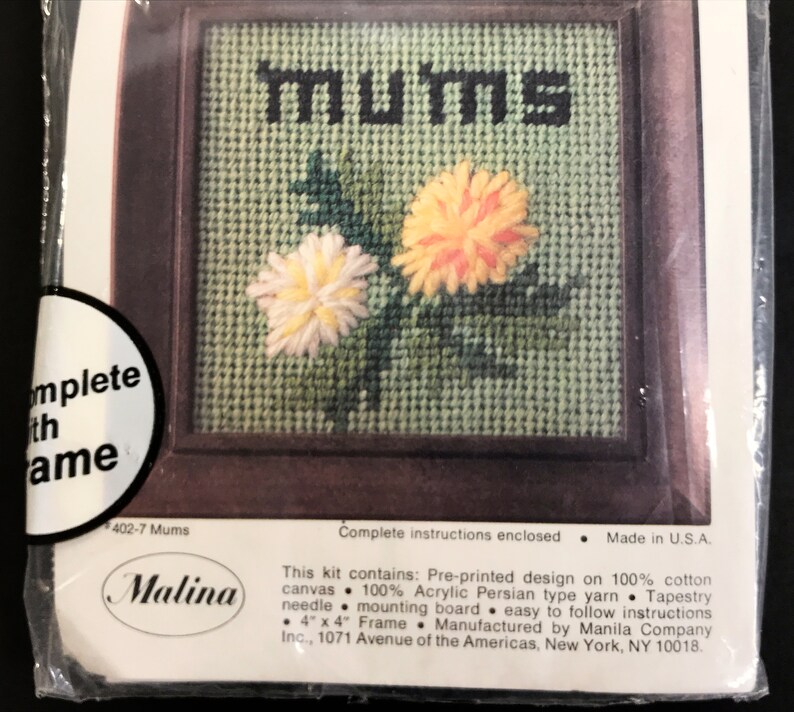 mums
omplete
ith
rame
#402-7 Mums
Complete instructions enclosed • Made in U.S.A.
Malina
This kit contains: Pre-printed design on 100% cotton
canvas • 100% Acrylic Persian type yarn • Tapestry
needle • mounting board • easy to follow instructions
• 4" x 4" Frame • Manufactured by Manila Company
Inc., 1071 Avenue of the Americas, New York, NY 10018.